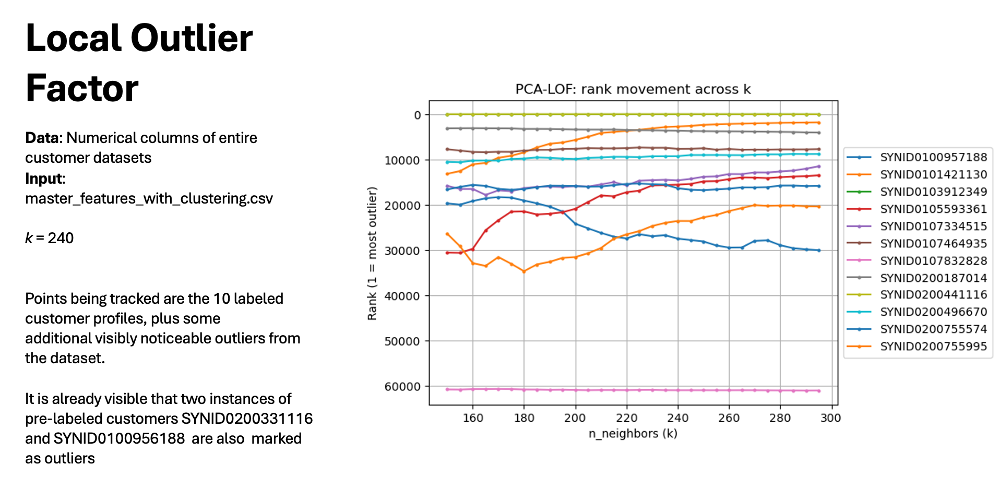 Local Outlier
Factor
Data: Numerical columns of entire
customer datasets
Input:
master_features_with_clustering.csv
k = 240
Points being tracked are the 10 labeled
customer profiles, plus some
additional visibly noticeable outliers from
the dataset.
It is already visible that two instances of
pre-labeled customers SYNID0200331116
and SYNID0100956188  are also  marked
as outliers
PCA-LOF: rank movement across k
Rank (1 = most outlier)
0
10000
20000
30000
40000
50000
60000
160 180 200 220 240 260 280 300
n_neighbors (k)
SYNID0100957188
SYNID0101421130
SYNID0103912349
SYNID0105593361
SYNID0107334515
SYNID0107464935
SYNID0107832828
SYNID0200187014
SYNID0200441116
SYNID0200496670
SYNID0200755574
SYNID0200755995